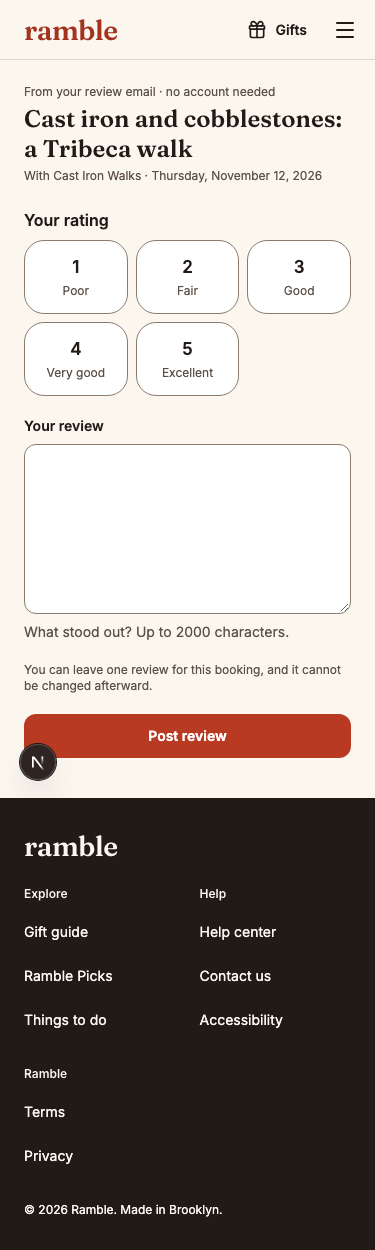 ramble
Gifts
From your review email · no account needed
Cast iron and cobblestones:
a Tribeca walk
With Cast Iron Walks · Thursday, November 12, 2026
Your rating
1
Poor
2
Fair
3
Good
4
Very good
5
Excellent
Your review
What stood out? Up to 2000 characters.
You can leave one review for this booking, and it cannot
be changed afterward.
Post review
N
ramble
Explore
Gift guide
Ramble Picks
Things to do
Help
Help center
Contact us
Accessibility
Ramble
Terms
Privacy
© 2026 Ramble. Made in Brooklyn.